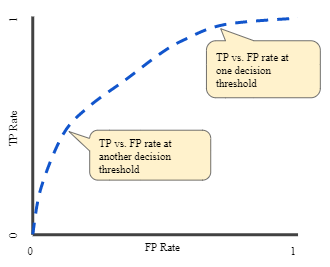 1
TP vs. FP rate at
one decision
threshold
TP Rate
TP vs. FP rate at
another decision
threshold
0
0
FP Rate
1